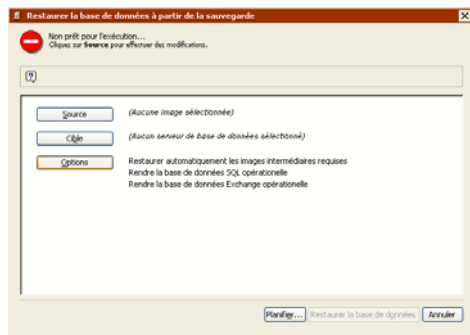 Restaurer la base de données à partir de la sauvegarde
Non prêt pour l'exécution...
Cliquez sur Source pour effectuer des modifications.
Source (Aucune image sélectionnée)
Cible (Aucun serveur de base de données sélectionné)
Options Restaurer automatiquement les images intermédiaires requises
Rendre la base de données SQL opérationelle
Rendre la base de données Exchange opérationelle
Planifier... Restaurer la base de données Annuler